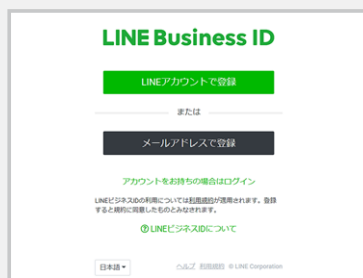 LINE Business ID
LINEアカウントで登録
または
メールアドレスで登録
アカウントをお持ちの場合はログイン
LINEビジネスIDの利用については利用規約が適用されます。登録
すると規約に同意したものとみなされます。
?LINEビジネスIDについて
日本語
ヘルプ 利用規約 © LINE Corporation